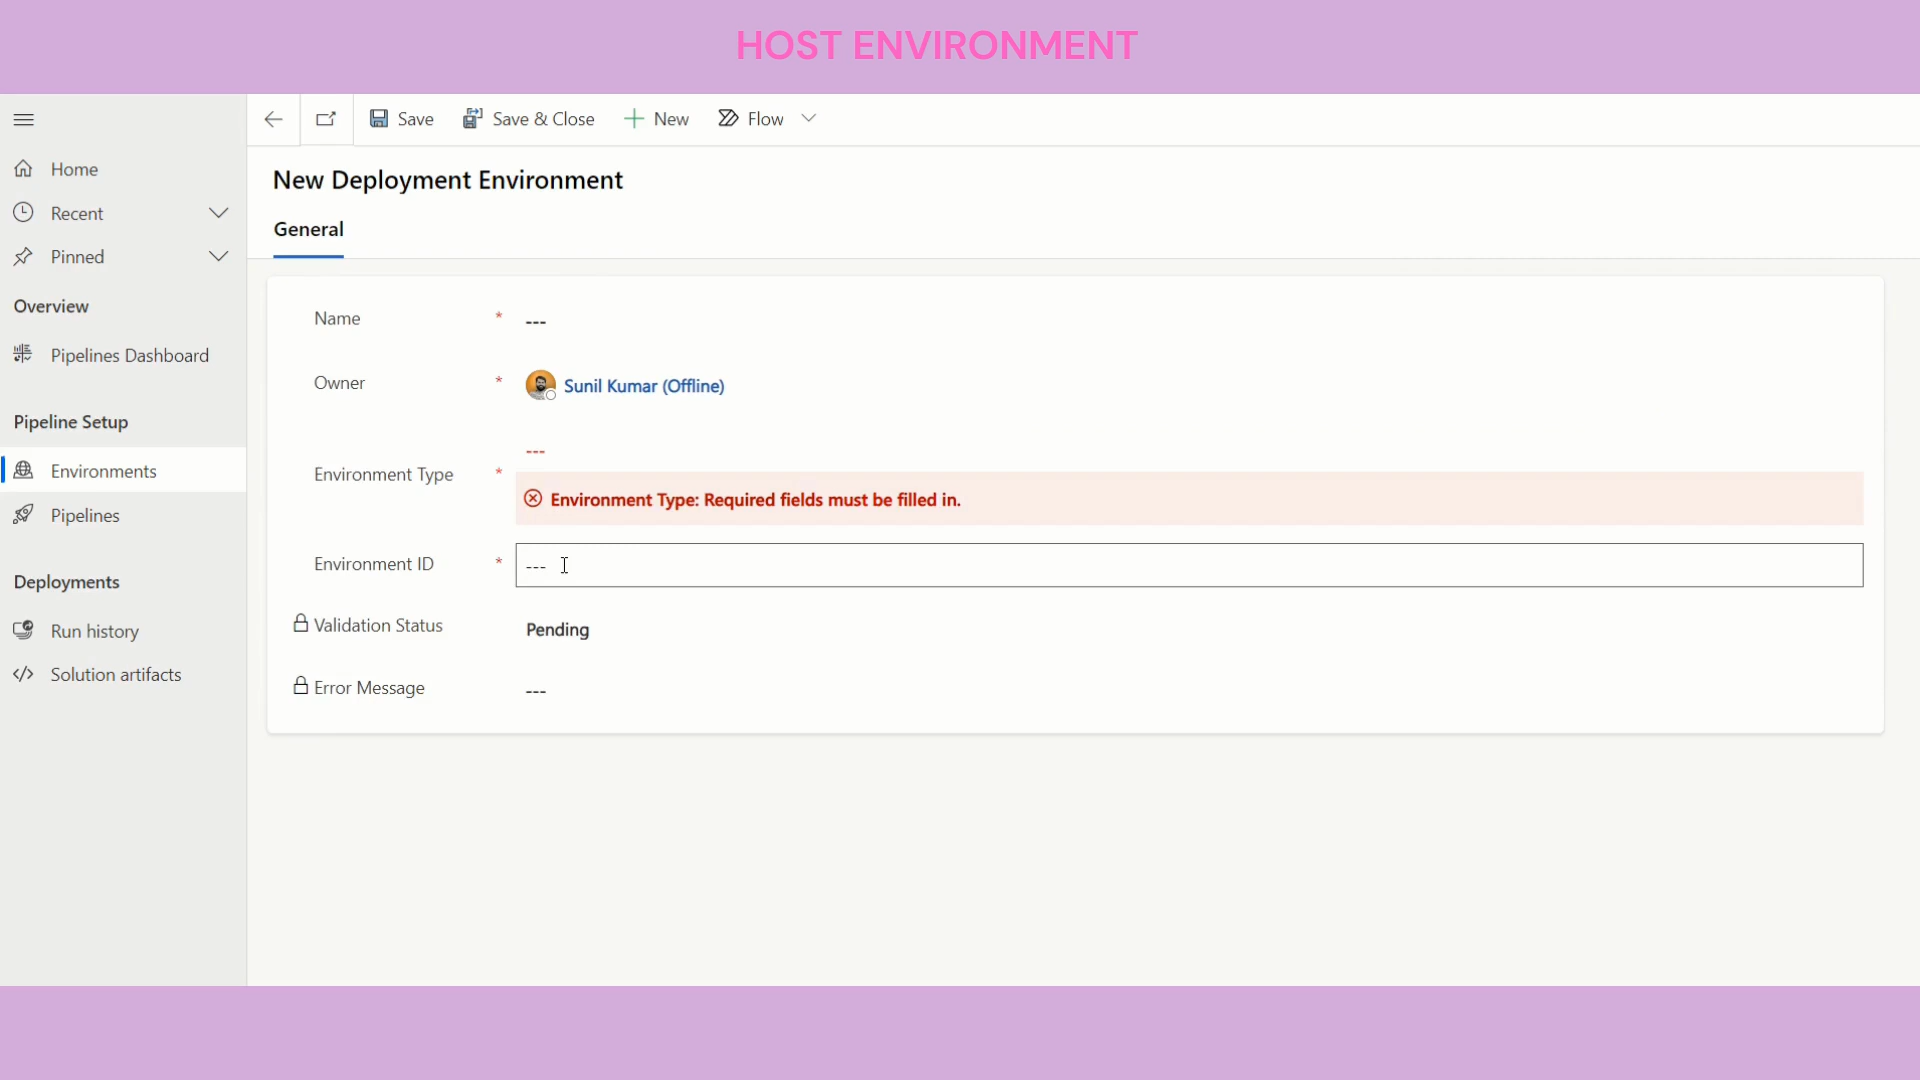 HOST ENVIRONMENT
Save
Save & Close
New
Flow
Home
Recent
Pinned
Overview
Pipelines Dashboard
Pipeline Setup
Environments
Pipelines
Deployments
Run history
Solution artifacts
New Deployment Environment
General
Name * ---
Owner * Sunil Kumar (Offline)
---
Environment Type *
Environment Type: Required fields must be filled in.
Environment ID * ---
Validation Status Pending
Error Message ---